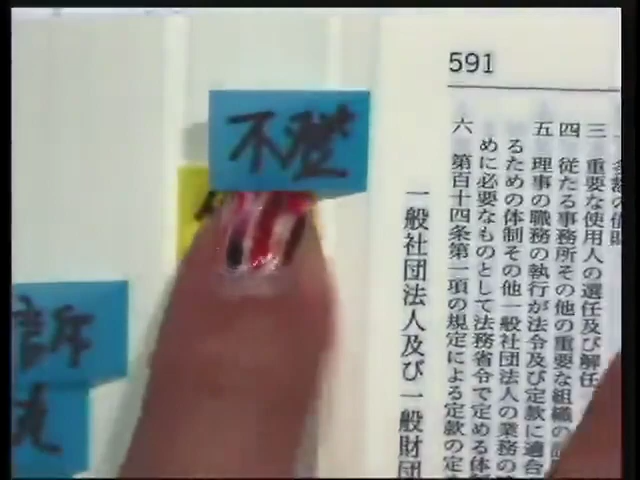 591
三 重要な使用人の選任及び解任
四 従たる事務所その他の重要な組織の
五 理事の職務の執行が法令及び定款に適合
るための体制その他一般社団法人の業務の
めに必要なものとして法務省令で定める体
六 第百十四条第一項の規定による定款の定
一般社団法人及び一般財団
不登
訴